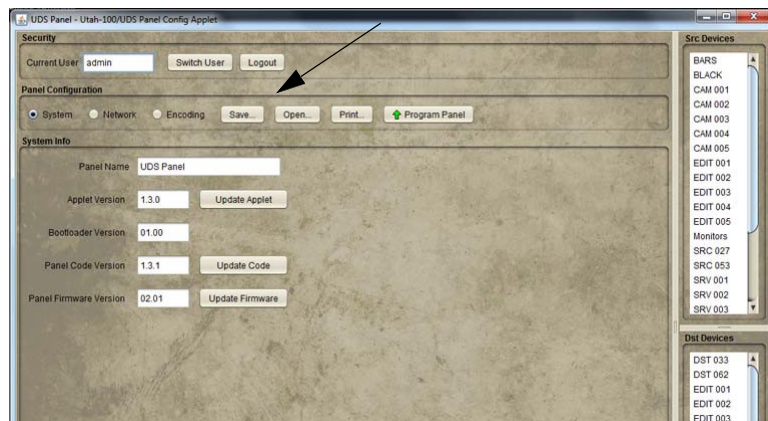 UDS Panel - Utah-100/UDS Panel Config Applet
Security
Current User admin Switch User Logout
Panel Configuration
System Network Encoding Save... Open... Print... Program Panel
System Info
Panel Name UDS Panel
Applet Version 1.3.0 Update Applet
Bootloader Version 01.00
Panel Code Version 1.3.1 Update Code
Panel Firmware Version 02.01 Update Firmware
Src Devices
BARS
BLACK
CAM 001
CAM 002
CAM 003
CAM 004
CAM 005
EDIT 001
EDIT 002
EDIT 003
EDIT 004
EDIT 005
Monitors
SRC 027
SRC 053
SRV 001
SRV 002
SRV 003
Dst Devices
DST 033
DST 062
EDIT 001
EDIT 002
EDIT 003